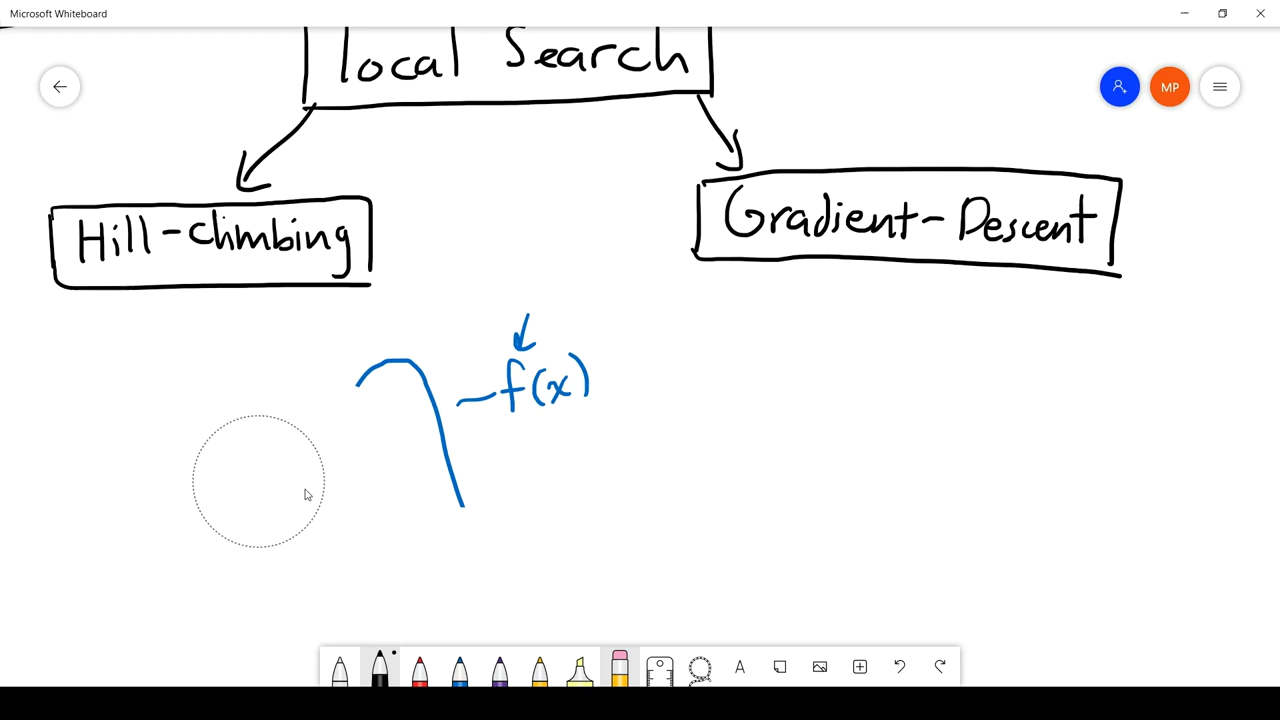 Microsoft Whiteboard
local Search
MP
Hill-Climbing
Gradient-Descent
f(x)
A